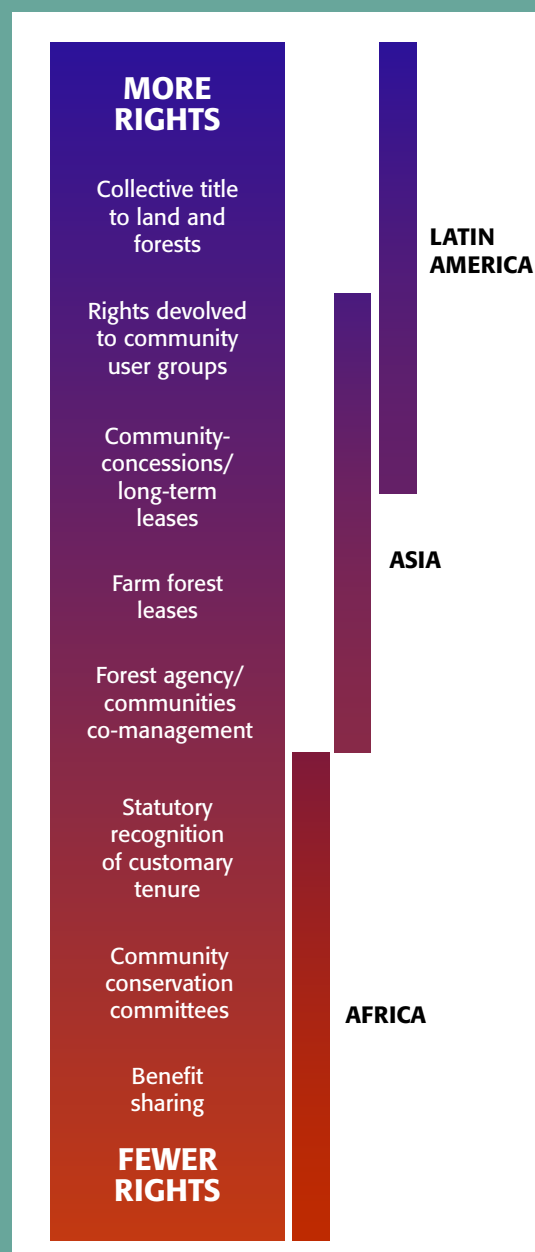 MORE
RIGHTS
Collective title
to land and
forests
LATIN
AMERICA
Rights devolved
to community
user groups
Community-
concessions/
long-term
leases
ASIA
Farm forest
leases
Forest agency/
communities
co-management
Statutory
recognition
of customary
tenure
Community
conservation
committees
AFRICA
Benefit
sharing
FEWER
RIGHTS